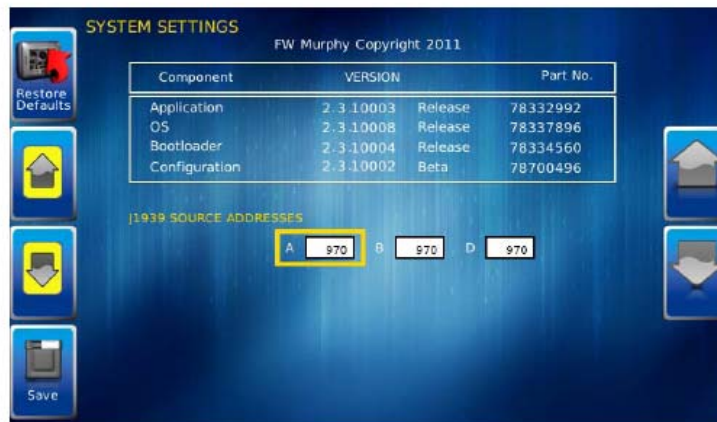 SYSTEM SETTINGS
FW Murphy Copyright 2011
Component VERSION Part No.
Restore
Defaults
Application 2.3.10003 Release 78332992
OS 2.3.10008 Release 78337896
Bootloader 2.3.10004 Release 78334560
Configuration 2.3.10002 Beta 78700496
J1939 SOURCE ADDRESSES
A 970 B 970 D 970
Save